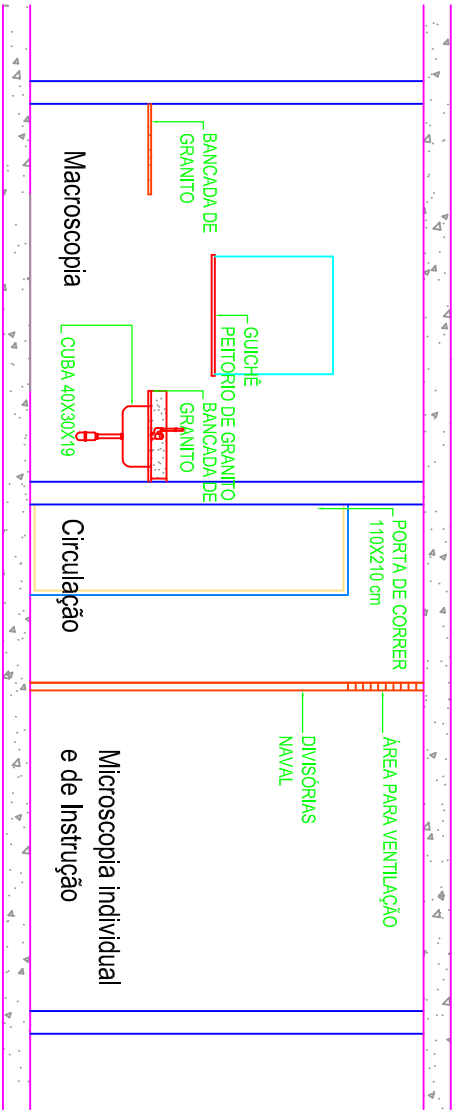 BANCADA DE
GRANITO
Macroscopia
GUICHÊ
PEITORIO DE GRANITO
BANCADA DE
GRANITO
CUBA 40X30X19
PORTA DE CORRER
110X210 cm
Circulação
ÁREA PARA VENTILAÇÃO
DIVISÓRIAS
NAVAL
Microscopia individual
e de Instrução